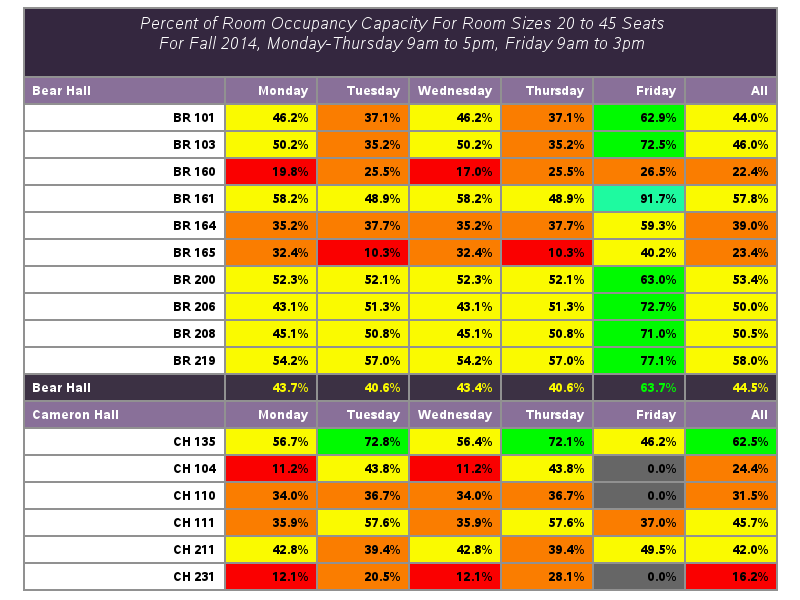 Percent of Room Occupancy Capacity For Room Sizes 20 to 45 Seats
For Fall 2014, Monday-Thursday 9am to 5pm, Friday 9am to 3pm
Bear Hall Monday Tuesday Wednesday Thursday Friday All
BR 101 46.2% 37.1% 46.2% 37.1% 62.9% 44.0%
BR 103 50.2% 35.2% 50.2% 35.2% 72.5% 46.0%
BR 160 19.8% 25.5% 17.0% 25.5% 26.5% 22.4%
BR 161 58.2% 48.9% 58.2% 48.9% 91.7% 57.8%
BR 164 35.2% 37.7% 35.2% 37.7% 59.3% 39.0%
BR 165 32.4% 10.3% 32.4% 10.3% 40.2% 23.4%
BR 200 52.3% 52.1% 52.3% 52.1% 63.0% 53.4%
BR 206 43.1% 51.3% 43.1% 51.3% 72.7% 50.0%
BR 208 45.1% 50.8% 45.1% 50.8% 71.0% 50.5%
BR 219 54.2% 57.0% 54.2% 57.0% 77.1% 58.0%
Bear Hall 43.7% 40.6% 43.4% 40.6% 63.7% 44.5%
Cameron Hall Monday Tuesday Wednesday Thursday Friday All
CH 135 56.7% 72.8% 56.4% 72.1% 46.2% 62.5%
CH 104 11.2% 43.8% 11.2% 43.8% 0.0% 24.4%
CH 110 34.0% 36.7% 34.0% 36.7% 0.0% 31.5%
CH 111 35.9% 57.6% 35.9% 57.6% 37.0% 45.7%
CH 211 42.8% 39.4% 42.8% 39.4% 49.5% 42.0%
CH 231 12.1% 20.5% 12.1% 28.1% 0.0% 16.2%